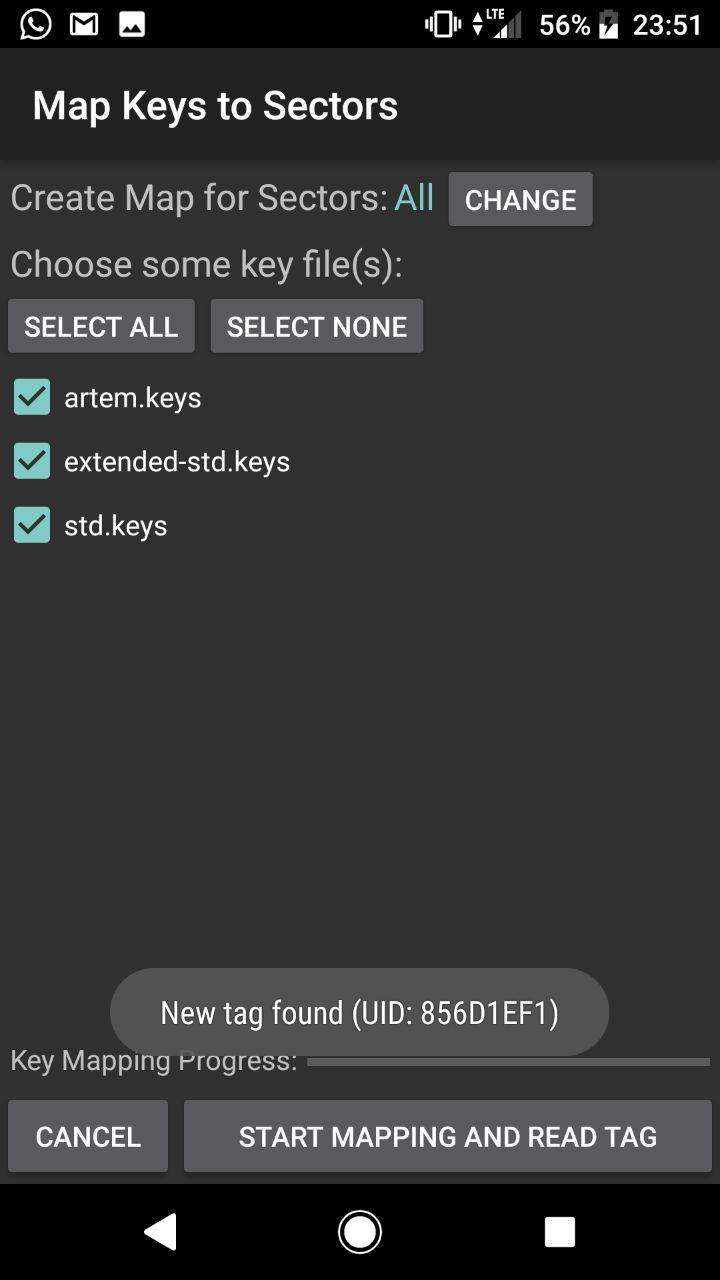 LTE 56% 23:51
Map Keys to Sectors
Create Map for Sectors: All CHANGE
Choose some key file(s):
SELECT ALL SELECT NONE
artem.keys
extended-std.keys
std.keys
New tag found (UID: 856D1EF1)
Key Mapping Progress:
CANCEL START MAPPING AND READ TAG